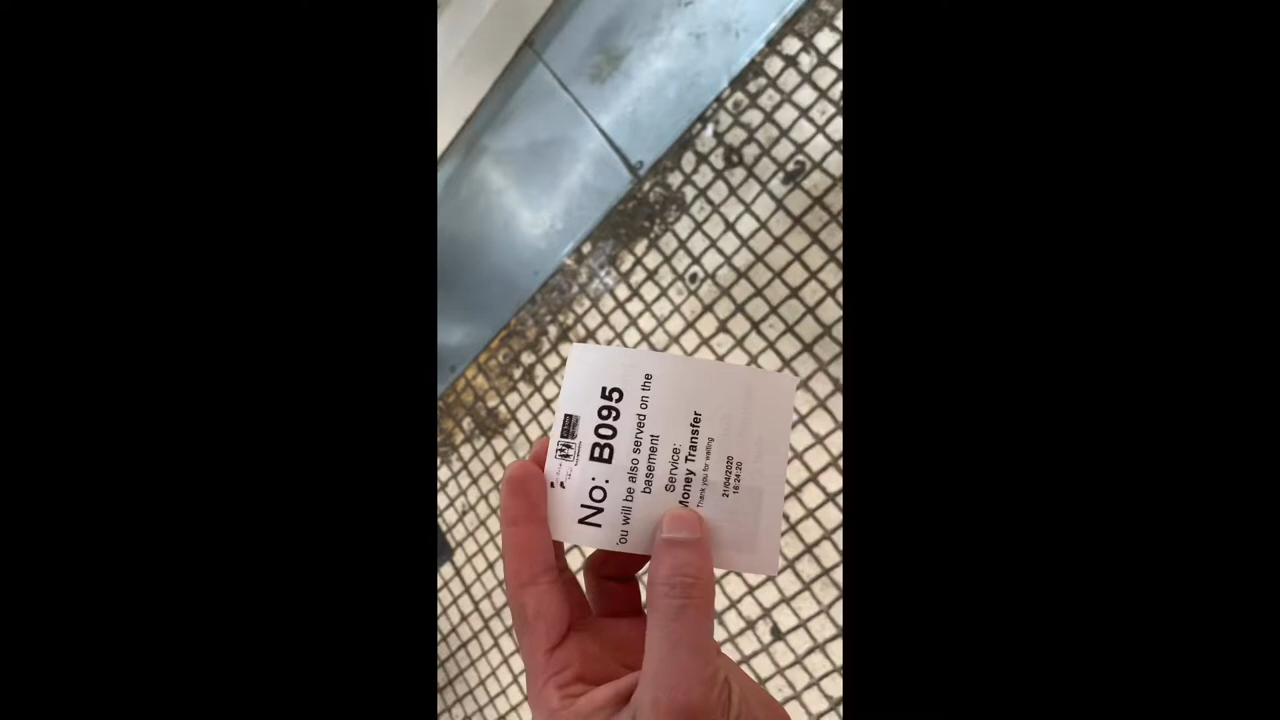 No: B095
You will be also served on the
basement
Service:
Money Transfer
Thank you for waiting
21/04/2020
16:24:20